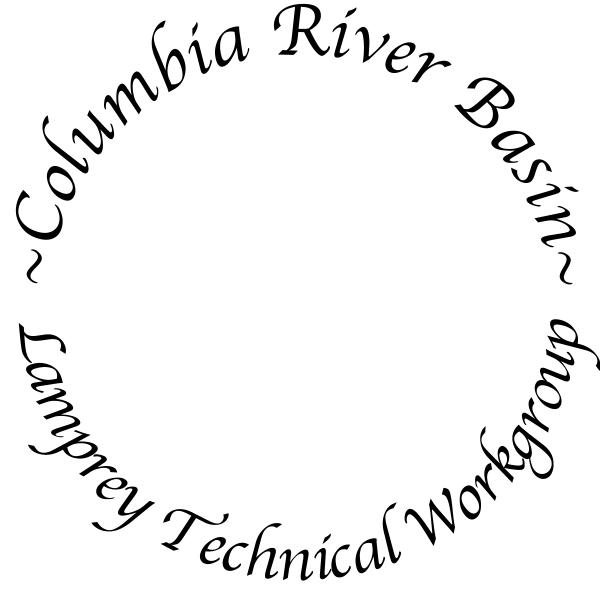 ~Columbia River Basin~
Lamprey Technical Workgroup